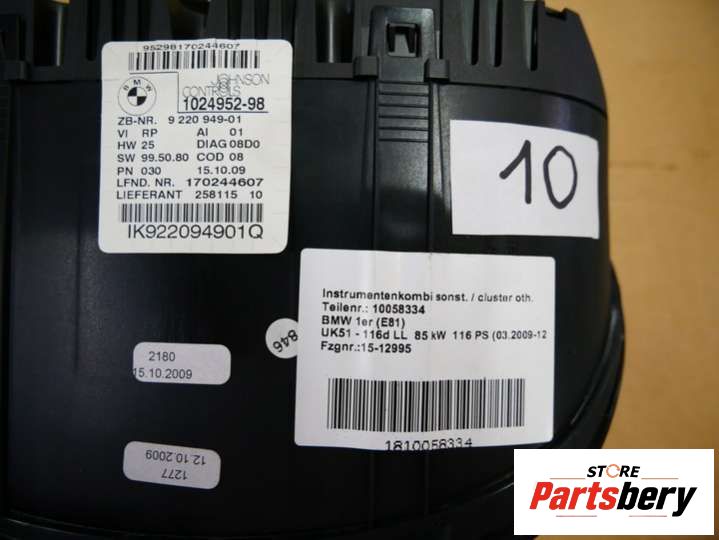 95298170244607
BMW
JOHNSON
CONTROLS
1024952-98
ZB-NR. 9 220 949-01
VI RP AI 01
HW 25 DIAG 08D0
SW 99.50.80 COD 08
PN 030 15.10.09
LFND. NR. 170244607
LIEFERANT 258115 10
IK922094901Q
10
Instrumentenkombi sonst. / cluster oth.
Teilenr.: 10058334
BMW 1er (E81)
UK51 - 116d LL 85 kW 116 PS (03.2009-12
Fzgnr.:15-12995
1810058334
846
2180
15.10.2009
1277
12.10.2009
STORE
Partsbery